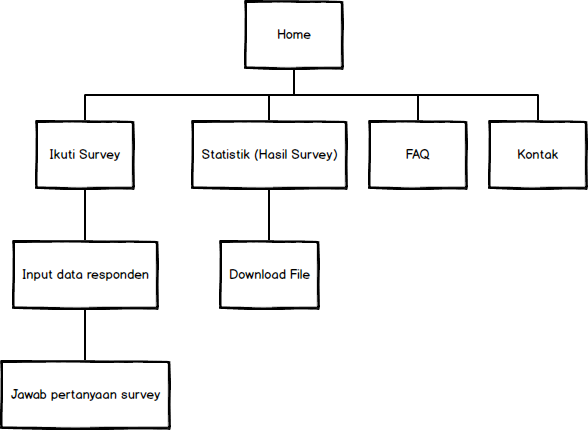 Home
Ikuti Survey
Statistik (Hasil Survey)
FAQ
Kontak
Input data responden
Download File
Jawab pertanyaan survey